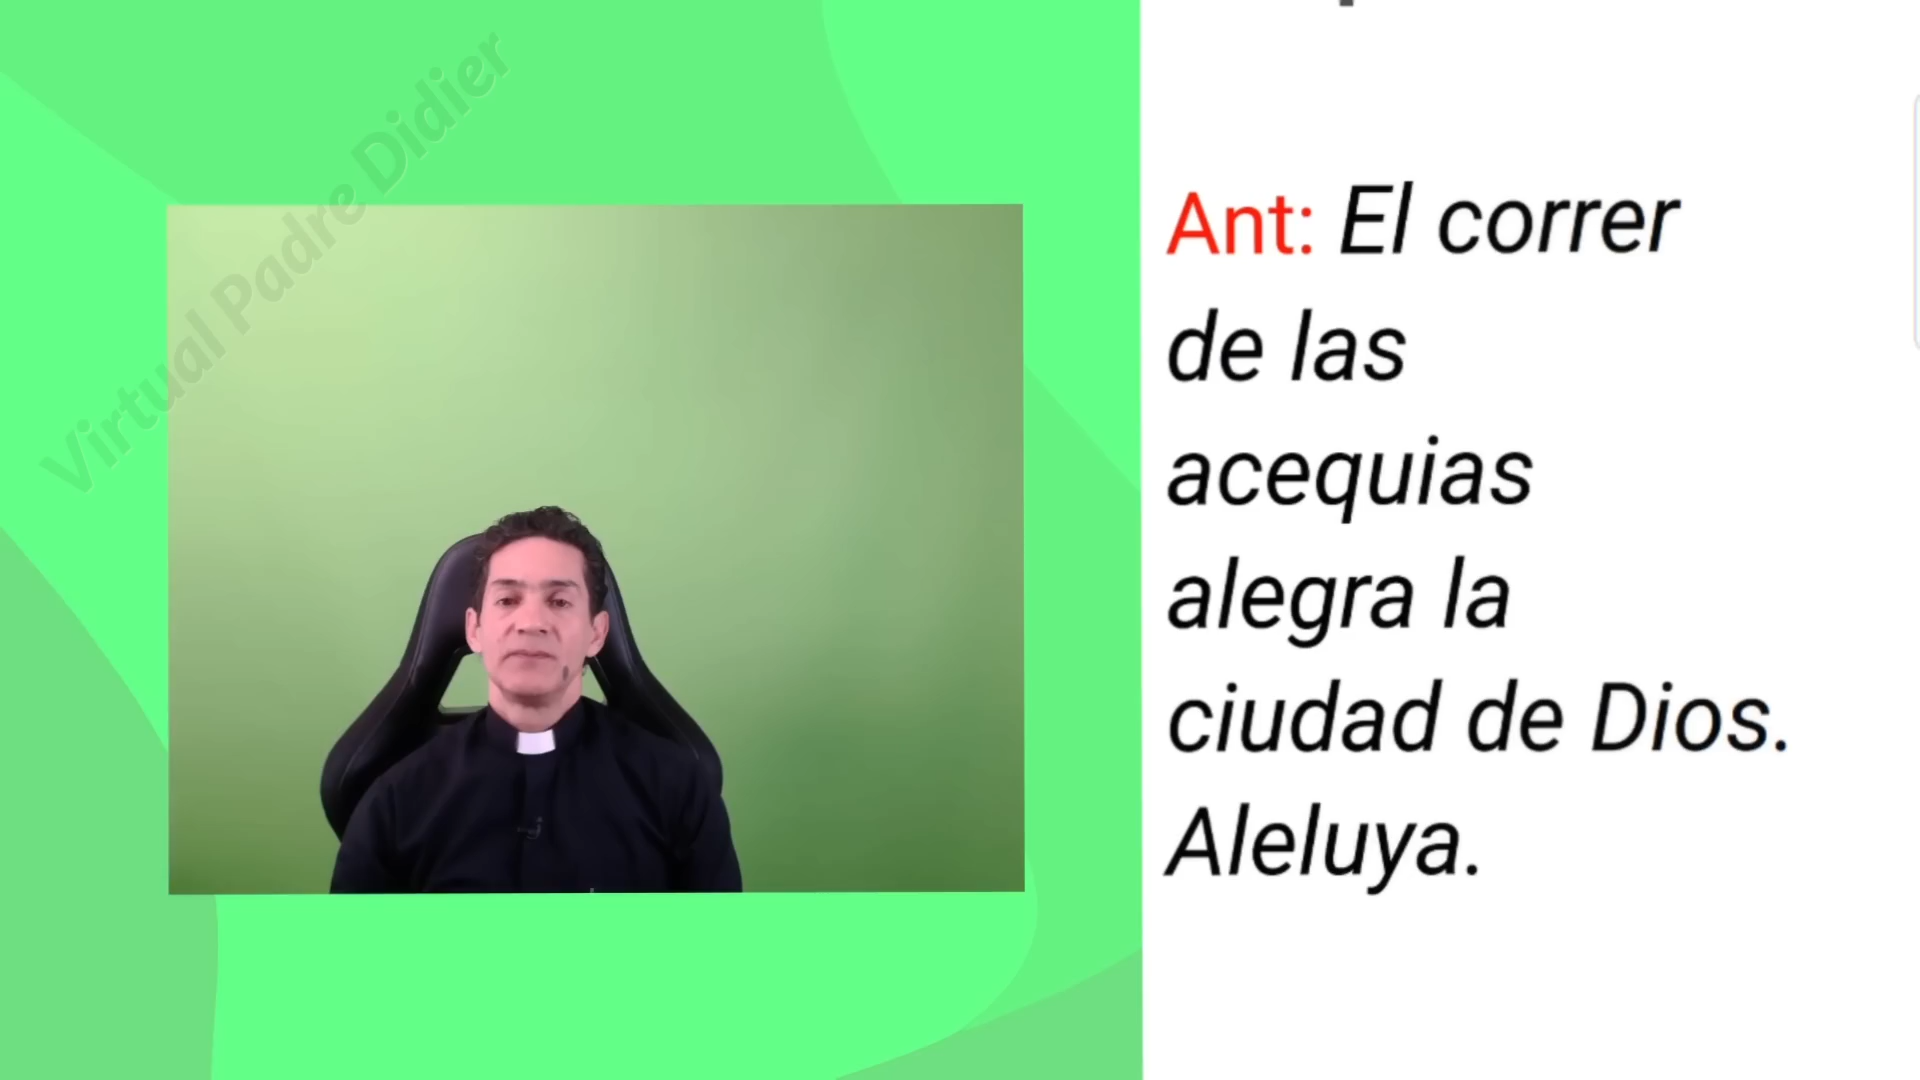 Virtual Padre Didier
Ant: El correr
de las
acequias
alegra la
ciudad de Dios.
Aleluya.